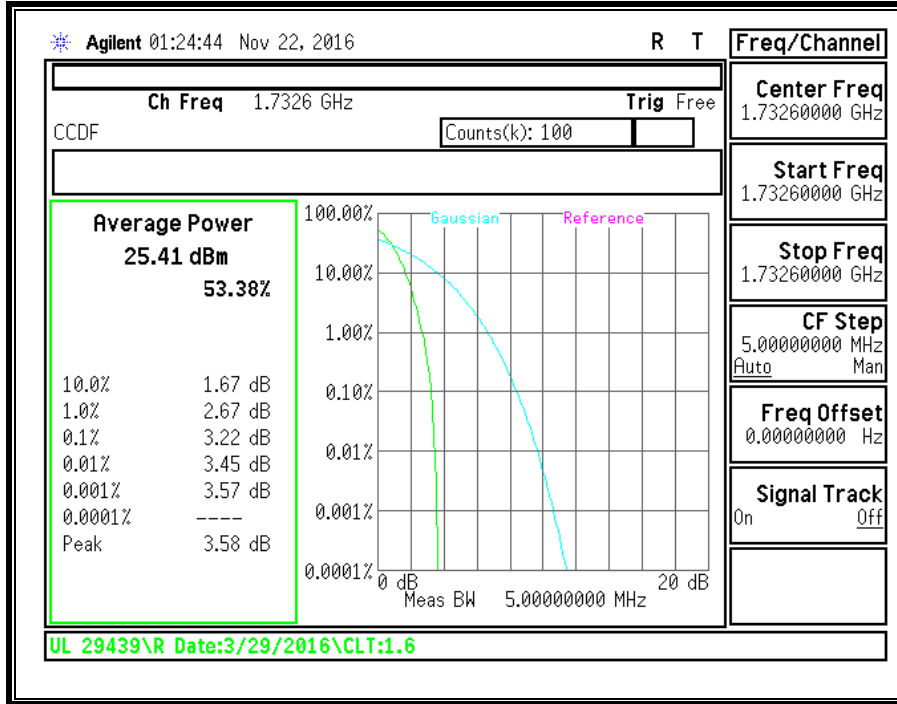 Agilent 01:24:44 Nov 22, 2016 R T
Freq/Channel
Ch Freq 1.7326 GHz Trig Free
CCDF Counts(k): 100
Average Power
25.41 dBm
53.38%
10.0% 1.67 dB
1.0% 2.67 dB
0.1% 3.22 dB
0.01% 3.45 dB
0.001% 3.57 dB
0.0001% ----
Peak 3.58 dB
Gaussian Reference
100.00%
10.00%
1.00%
0.10%
0.01%
0.001%
0.0001%
0 dB 20 dB
Meas BW 5.00000000 MHz
Center Freq
1.73260000 GHz
Start Freq
1.73260000 GHz
Stop Freq
1.73260000 GHz
CF Step
5.00000000 MHz
Auto Man
Freq Offset
0.00000000 Hz
Signal Track
On Off
UL 29439\R Date:3/29/2016\CLT:1.6